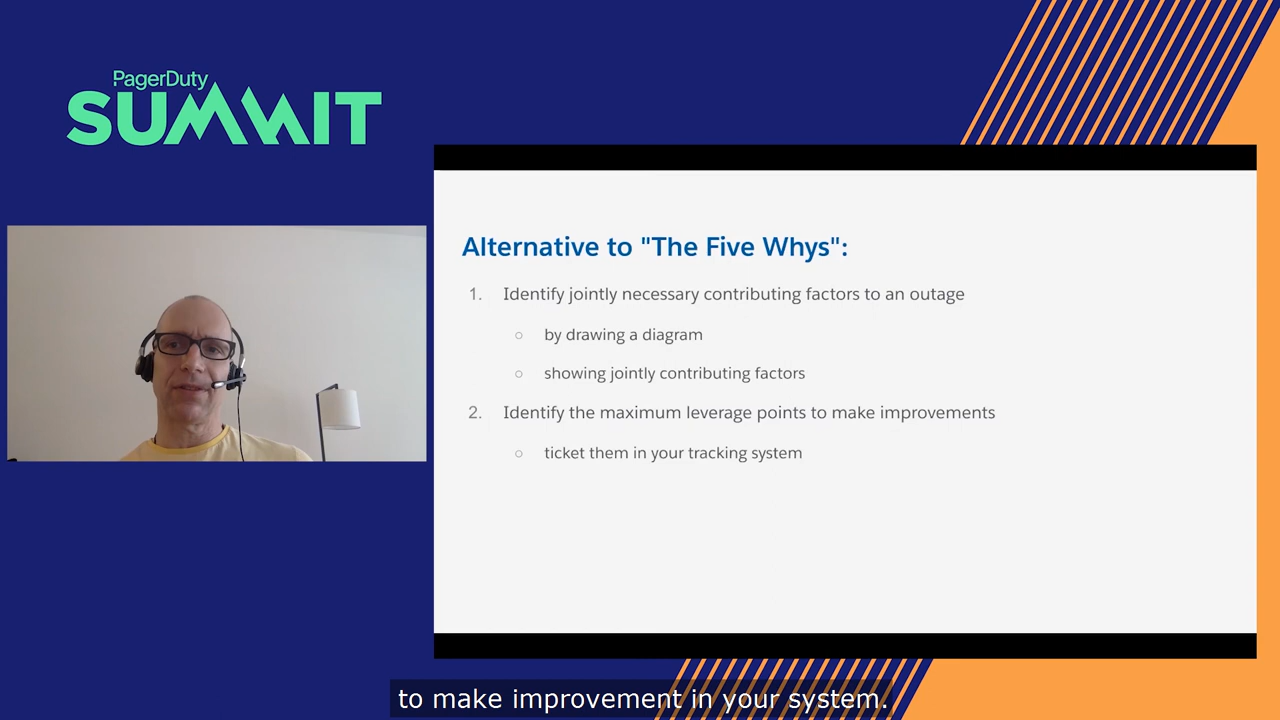 PagerDuty
SUMMIT
Alternative to "The Five Whys":
1. Identify jointly necessary contributing factors to an outage
○ by drawing a diagram
○ showing jointly contributing factors
2. Identify the maximum leverage points to make improvements
○ ticket them in your tracking system
to make improvement in your system.